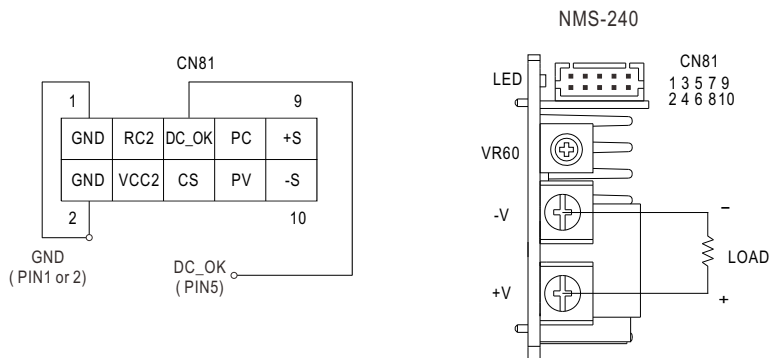 NMS-240
CN81
1 9
GND RC2 DC_OK PC +S
GND VCC2 CS PV -S
2 10
GND
( PIN1 or 2)
DC_OK
( PIN5)
LED
CN81
1 3 5 7 9
2 4 6 8 10
VR60
-V
+V
–
LOAD
+